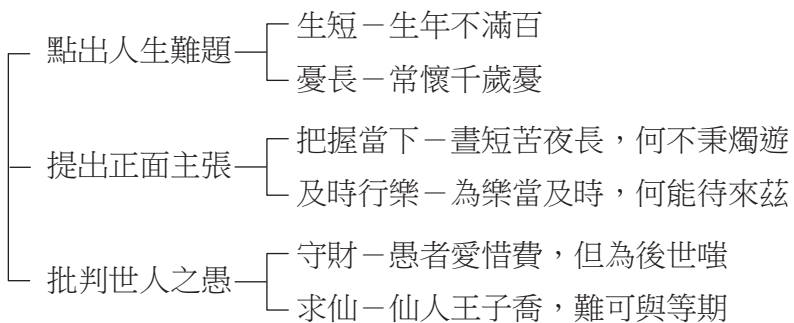 點出人生難題
生短－生年不滿百
憂長－常懷千歲憂
提出正面主張
把握當下－晝短苦夜長，何不秉燭遊
及時行樂－為樂當及時，何能待來茲
批判世人之愚
守財－愚者愛惜費，但為後世嗤
求仙－仙人王子喬，難可與等期